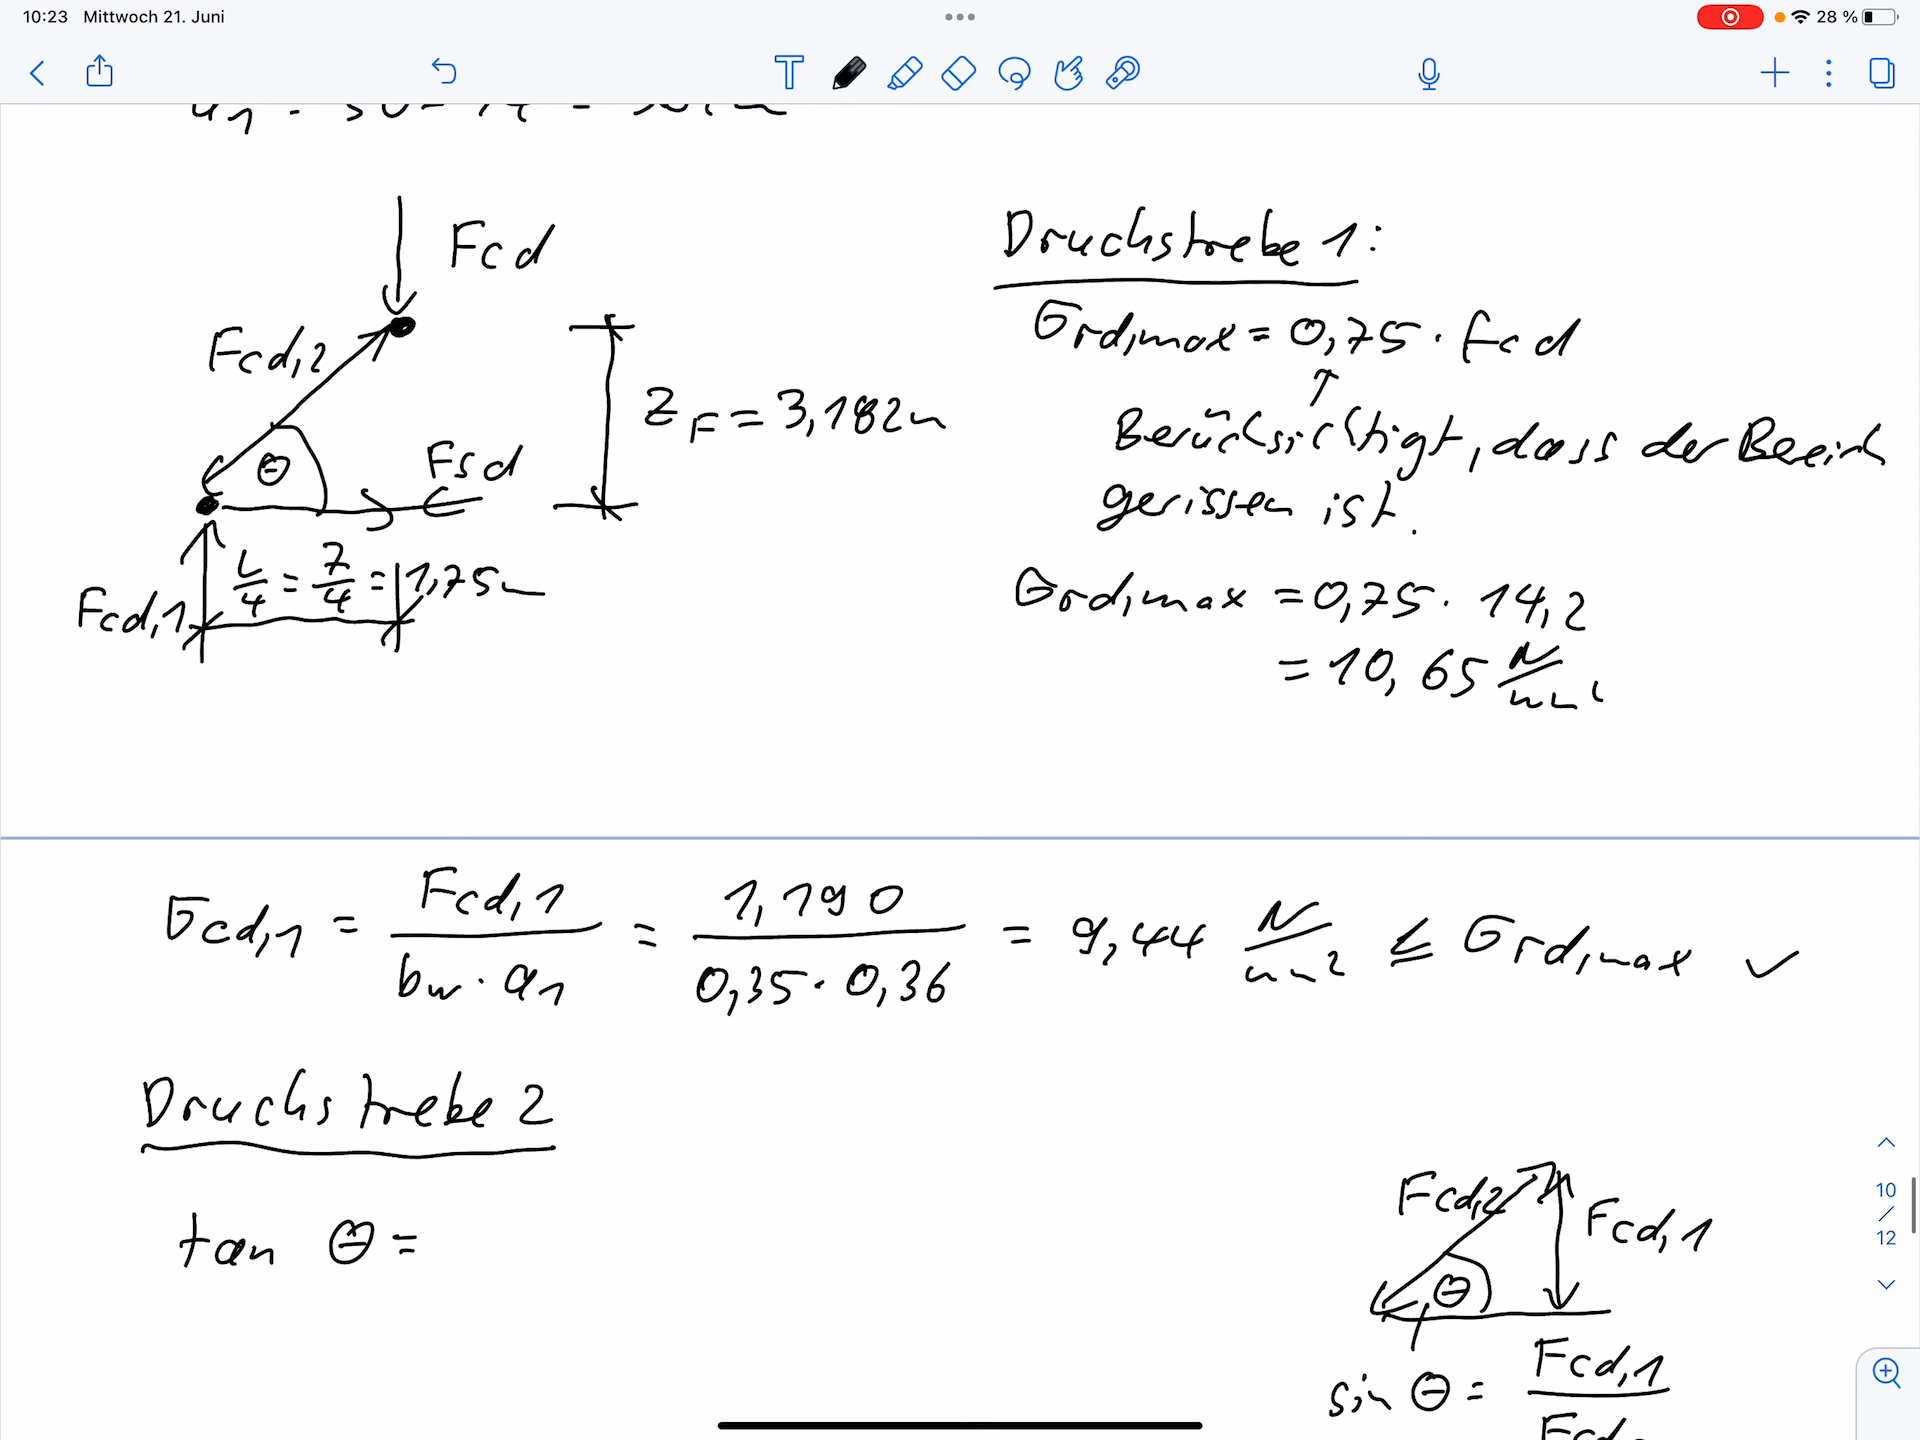 10:23 Mittwoch 21. Juni
28 %
Fcd
Fcd,2
zF = 3,182m
Θ
Fsd
L/4 = 7/4 = 1,75m
Fcd,1
Druckstrebe 1:
σrd,max = 0,75 · fcd
↑
Berücksichtigt, dass der Bereich
gerissen ist.
σrd,max = 0,75 · 14,2
= 10,65 N/mm²
σcd,1 = Fcd,1 / (bw · a1) = 1,190 / (0,35 · 0,36) = 9,44 N/mm² ≤ σrd,max ✓
Druckstrebe 2
tan Θ =
Fcd,2
Fcd,1
Θ
sin Θ = Fcd,1
10
/
12